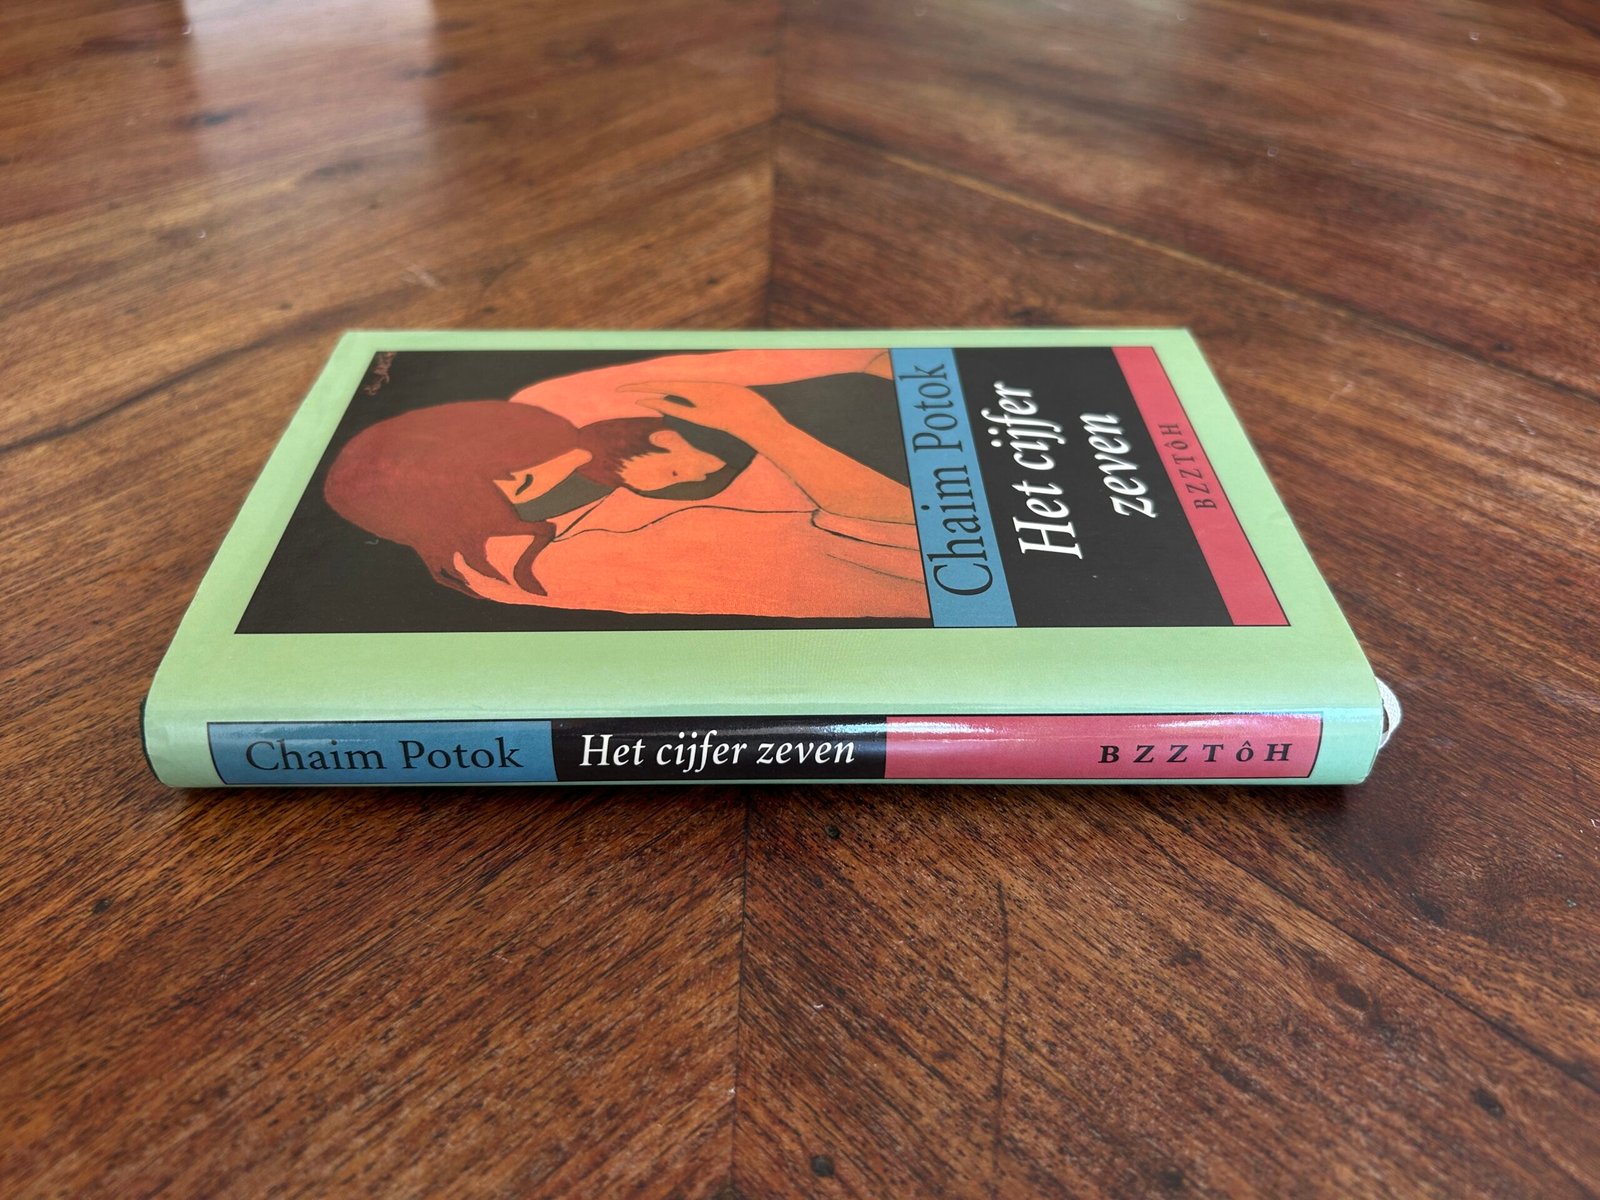 Chaim Potok
Het cijfer
zeven
BZZTôH
Chaim Potok
Het cijfer zeven
BZZTôH